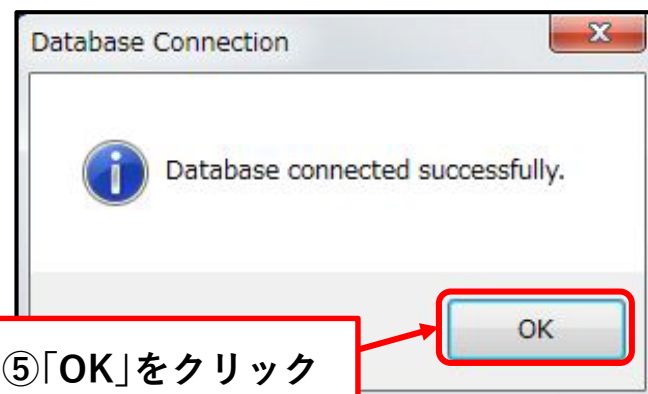 Database Connection
Database connected successfully.
OK
⑤「OK」をクリック